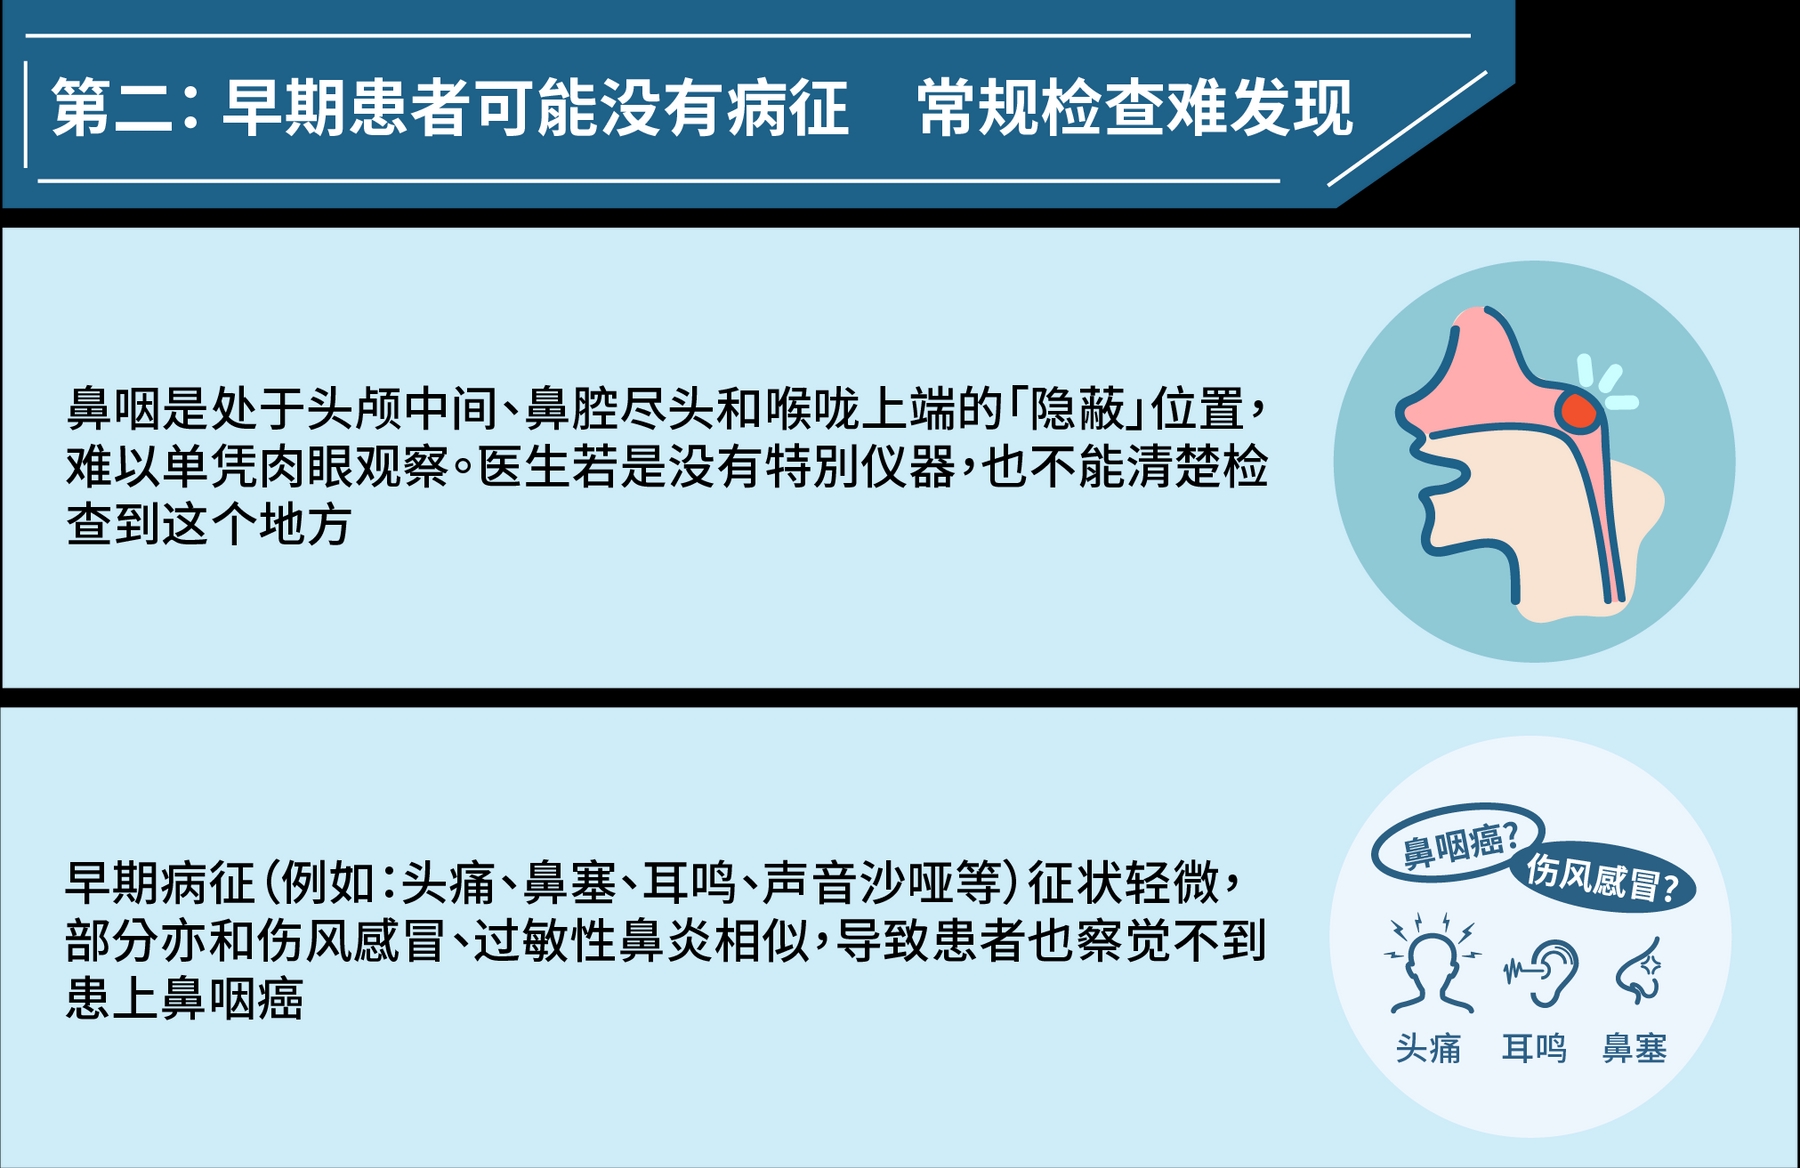 第二：早期患者可能没有病征　常规检查难发现
鼻咽是处于头颅中间、鼻腔尽头和喉咙上端的「隐蔽」位置，
难以单凭肉眼观察。医生若是没有特別仪器，也不能清楚检
查到这个地方
早期病征（例如：头痛、鼻塞、耳鸣、声音沙哑等）征状轻微，
部分亦和伤风感冒、过敏性鼻炎相似，导致患者也察觉不到
患上鼻咽癌
鼻咽癌？
伤风感冒？
头痛
耳鸣
鼻塞